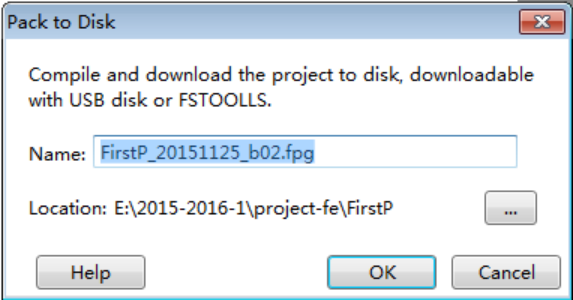 Pack to Disk
Compile and download the project to disk, downloadable
with USB disk or FSTOOLLS.
Name: FirstP_20151125_b02.fpg
Location: E:\2015-2016-1\project-fe\FirstP ...
Help OK Cancel